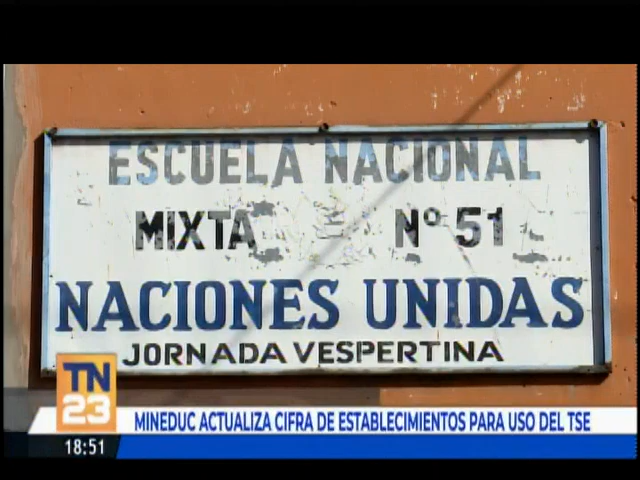 ESCUELA NACIONAL
MIXTA Nº 51
NACIONES UNIDAS
JORNADA VESPERTINA
TN
23
MINEDUC ACTUALIZA CIFRA DE ESTABLECIMIENTOS PARA USO DEL TSE
18:51